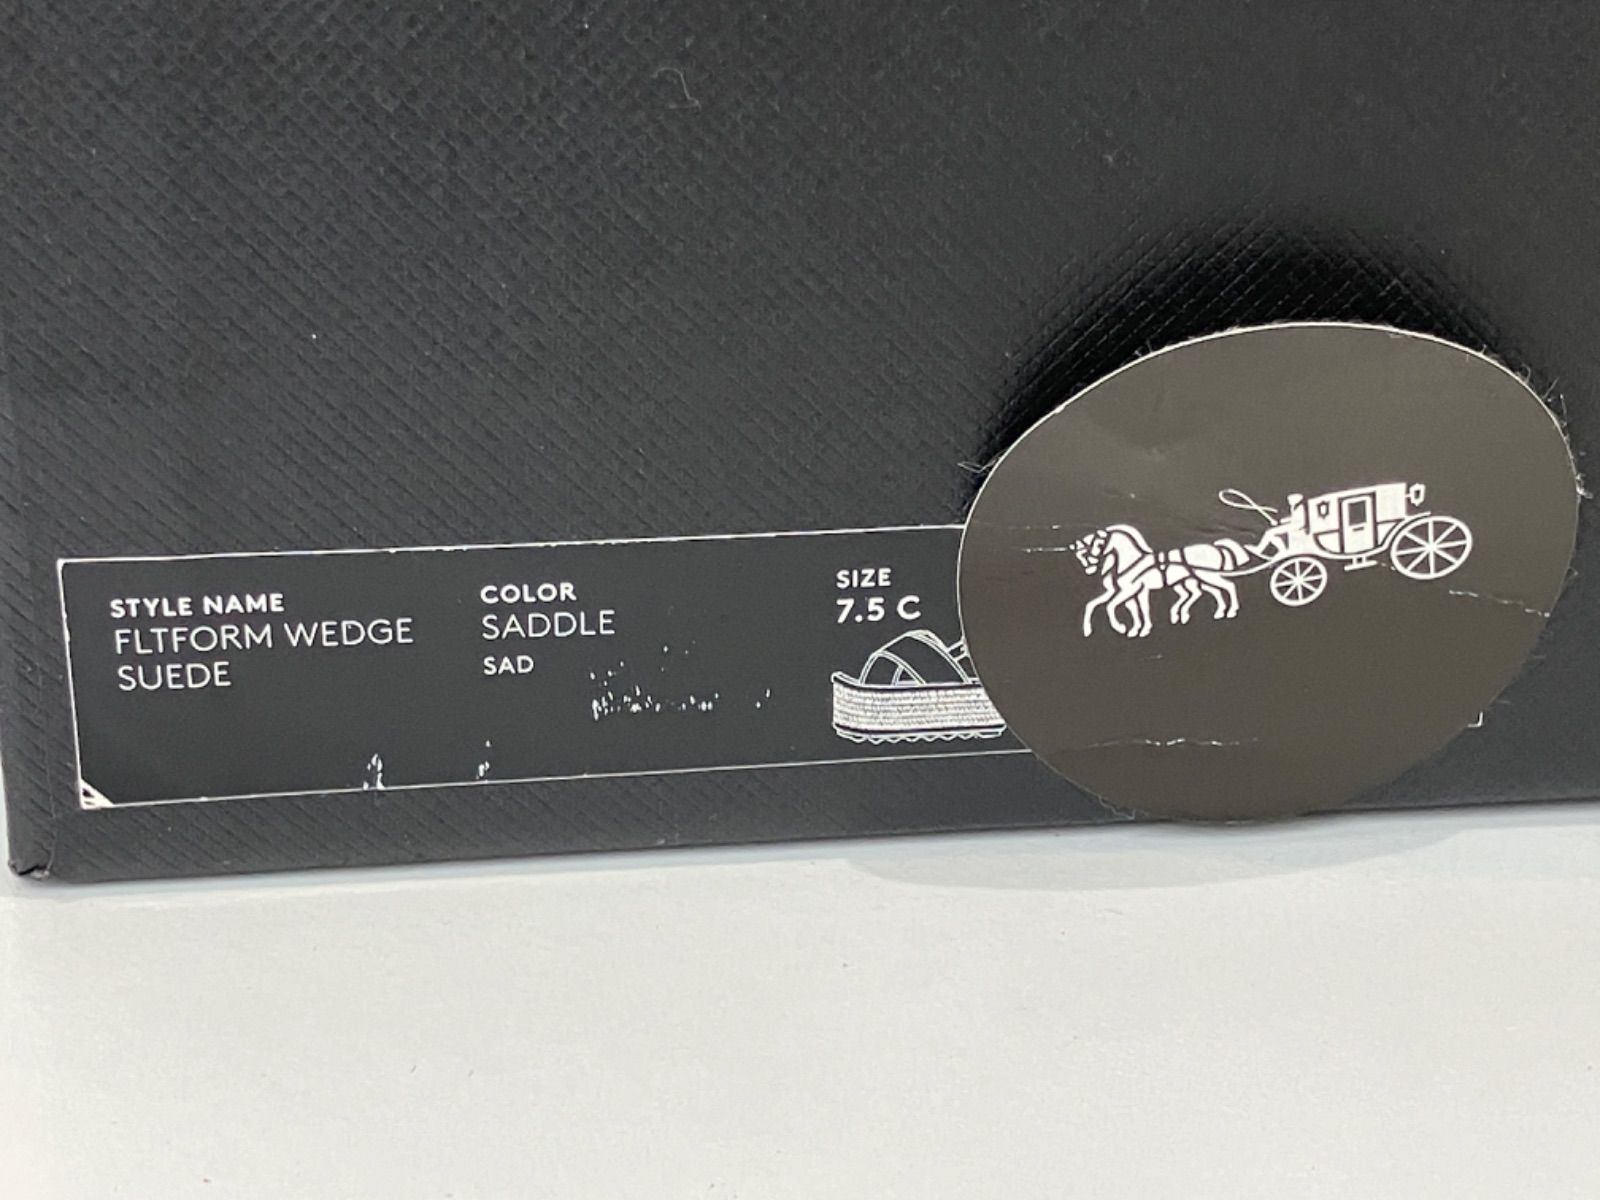 STYLE NAME
FLTFORM WEDGE
SUEDE
COLOR
SADDLE
SAD
SIZE
7.5 C